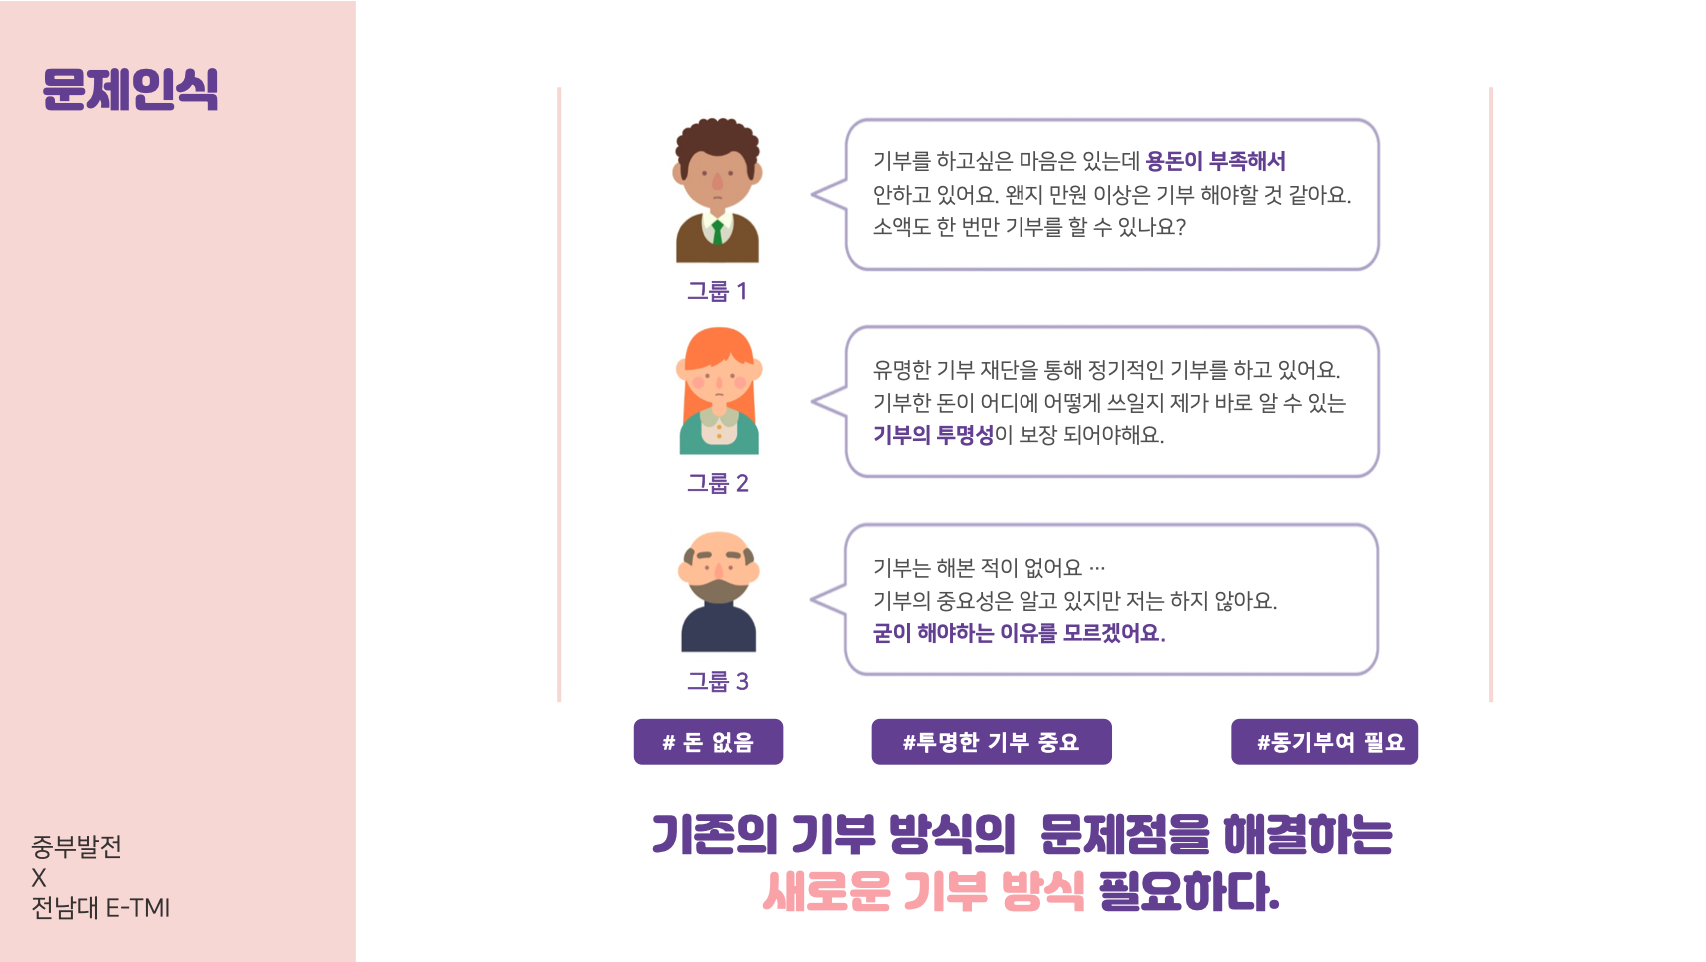 문제인식
기부를 하고싶은 마음은 있는데 용돈이 부족해서
안하고 있어요. 왠지 만원 이상은 기부 해야할 것 같아요.
소액도 한 번만 기부를 할 수 있나요?
그룹 1
유명한 기부 재단을 통해 정기적인 기부를 하고 있어요.
기부한 돈이 어디에 어떻게 쓰일지 제가 바로 알 수 있는
기부의 투명성이 보장 되어야해요.
그룹 2
기부는 해본 적이 없어요 …
기부의 중요성은 알고 있지만 저는 하지 않아요.
굳이 해야하는 이유를 모르겠어요.
그룹 3
# 돈 없음
#투명한 기부 중요
#동기부여 필요
기존의 기부 방식의 문제점을 해결하는
새로운 기부 방식 필요하다.
중부발전
X
전남대 E-TMI